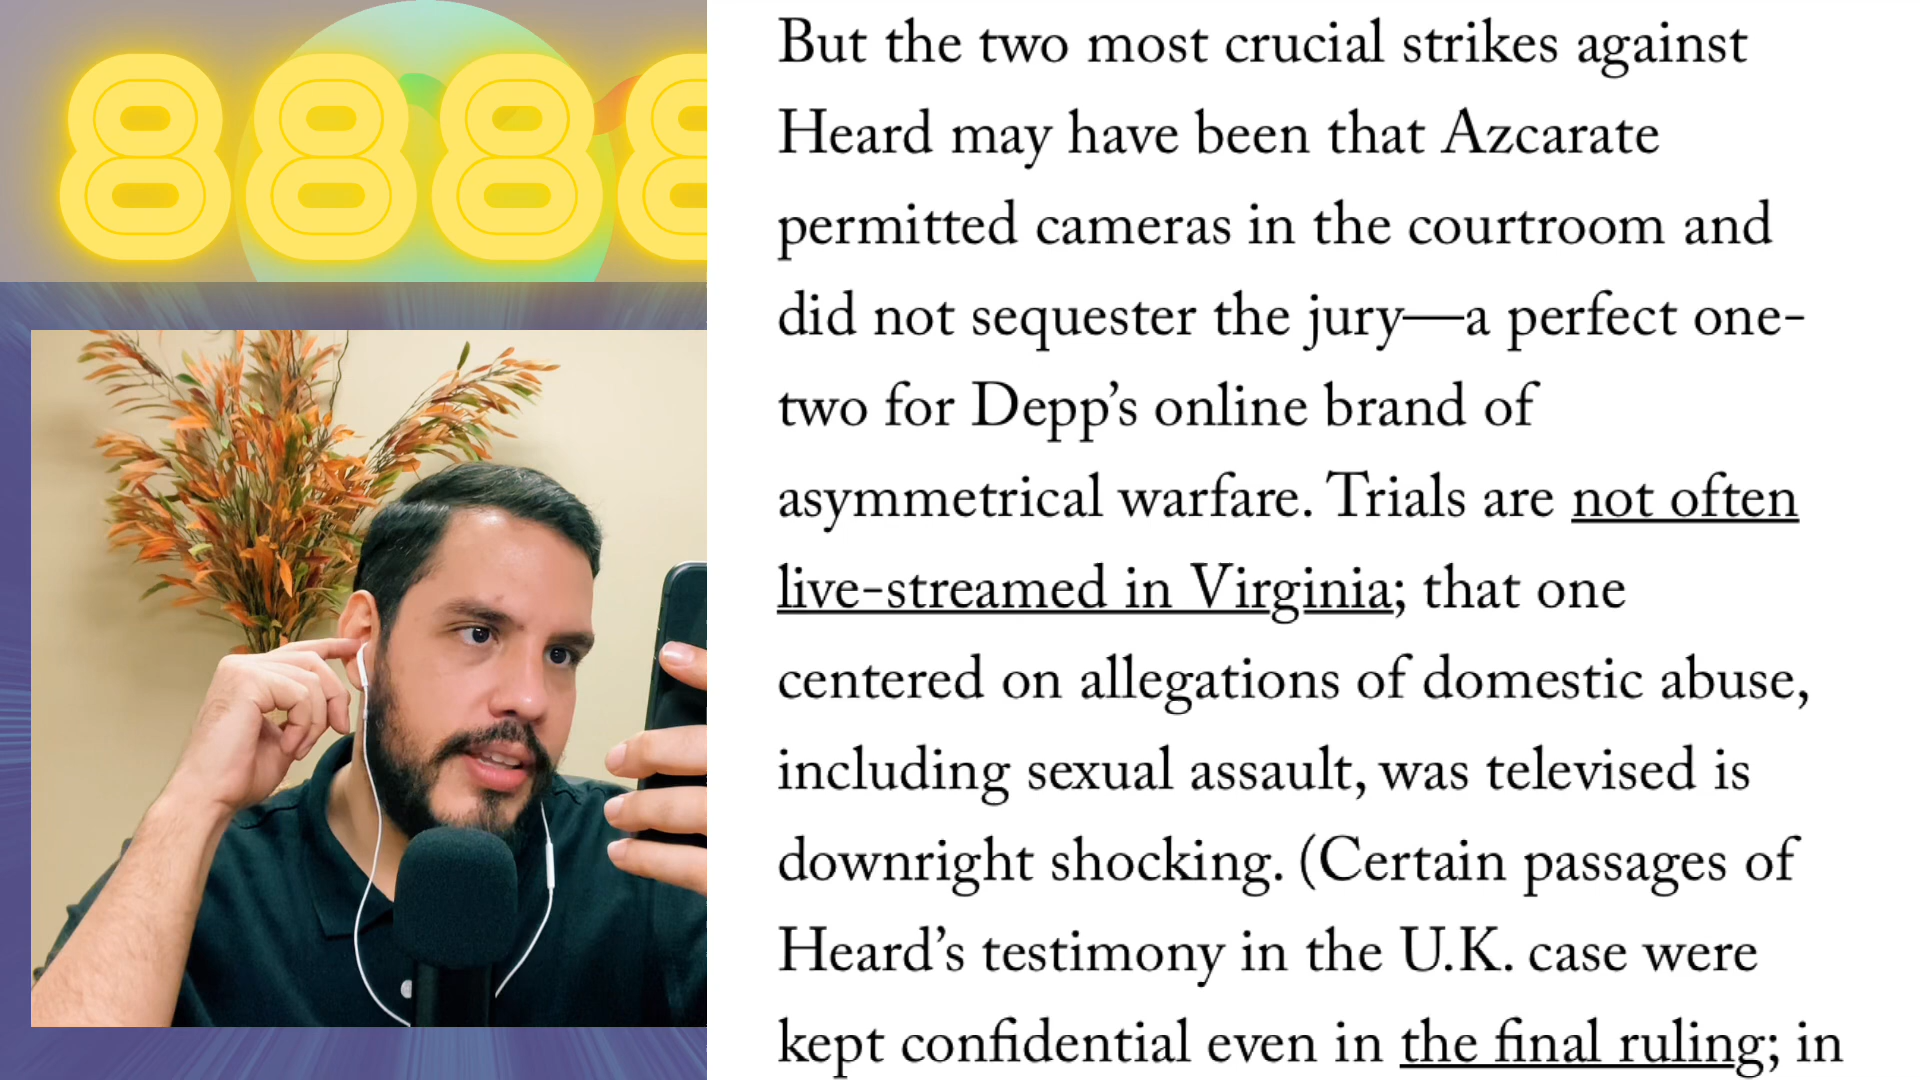 8888
But the two most crucial strikes against
Heard may have been that Azcarate
permitted cameras in the courtroom and
did not sequester the jury—a perfect one-
two for Depp’s online brand of
asymmetrical warfare. Trials are not often
live-streamed in Virginia; that one
centered on allegations of domestic abuse,
including sexual assault, was televised is
downright shocking. (Certain passages of
Heard’s testimony in the U.K. case were
kept confidential even in the final ruling; in